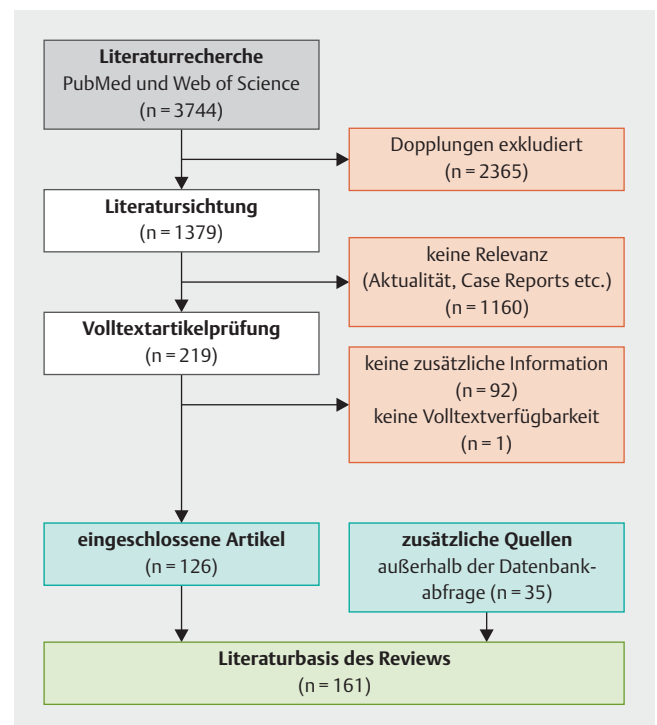 Literaturrecherche
PubMed und Web of Science
(n = 3744)
Dopplungen exkludiert
(n = 2365)
Literatursichtung
(n = 1379)
keine Relevanz
(Aktualität, Case Reports etc.)
(n = 1160)
Volltextartikelprüfung
(n = 219)
keine zusätzliche Information
(n = 92)
keine Volltextverfügbarkeit
(n = 1)
eingeschlossene Artikel
(n = 126)
zusätzliche Quellen
außerhalb der Datenbank-
abfrage (n = 35)
Literaturbasis des Reviews
(n = 161)